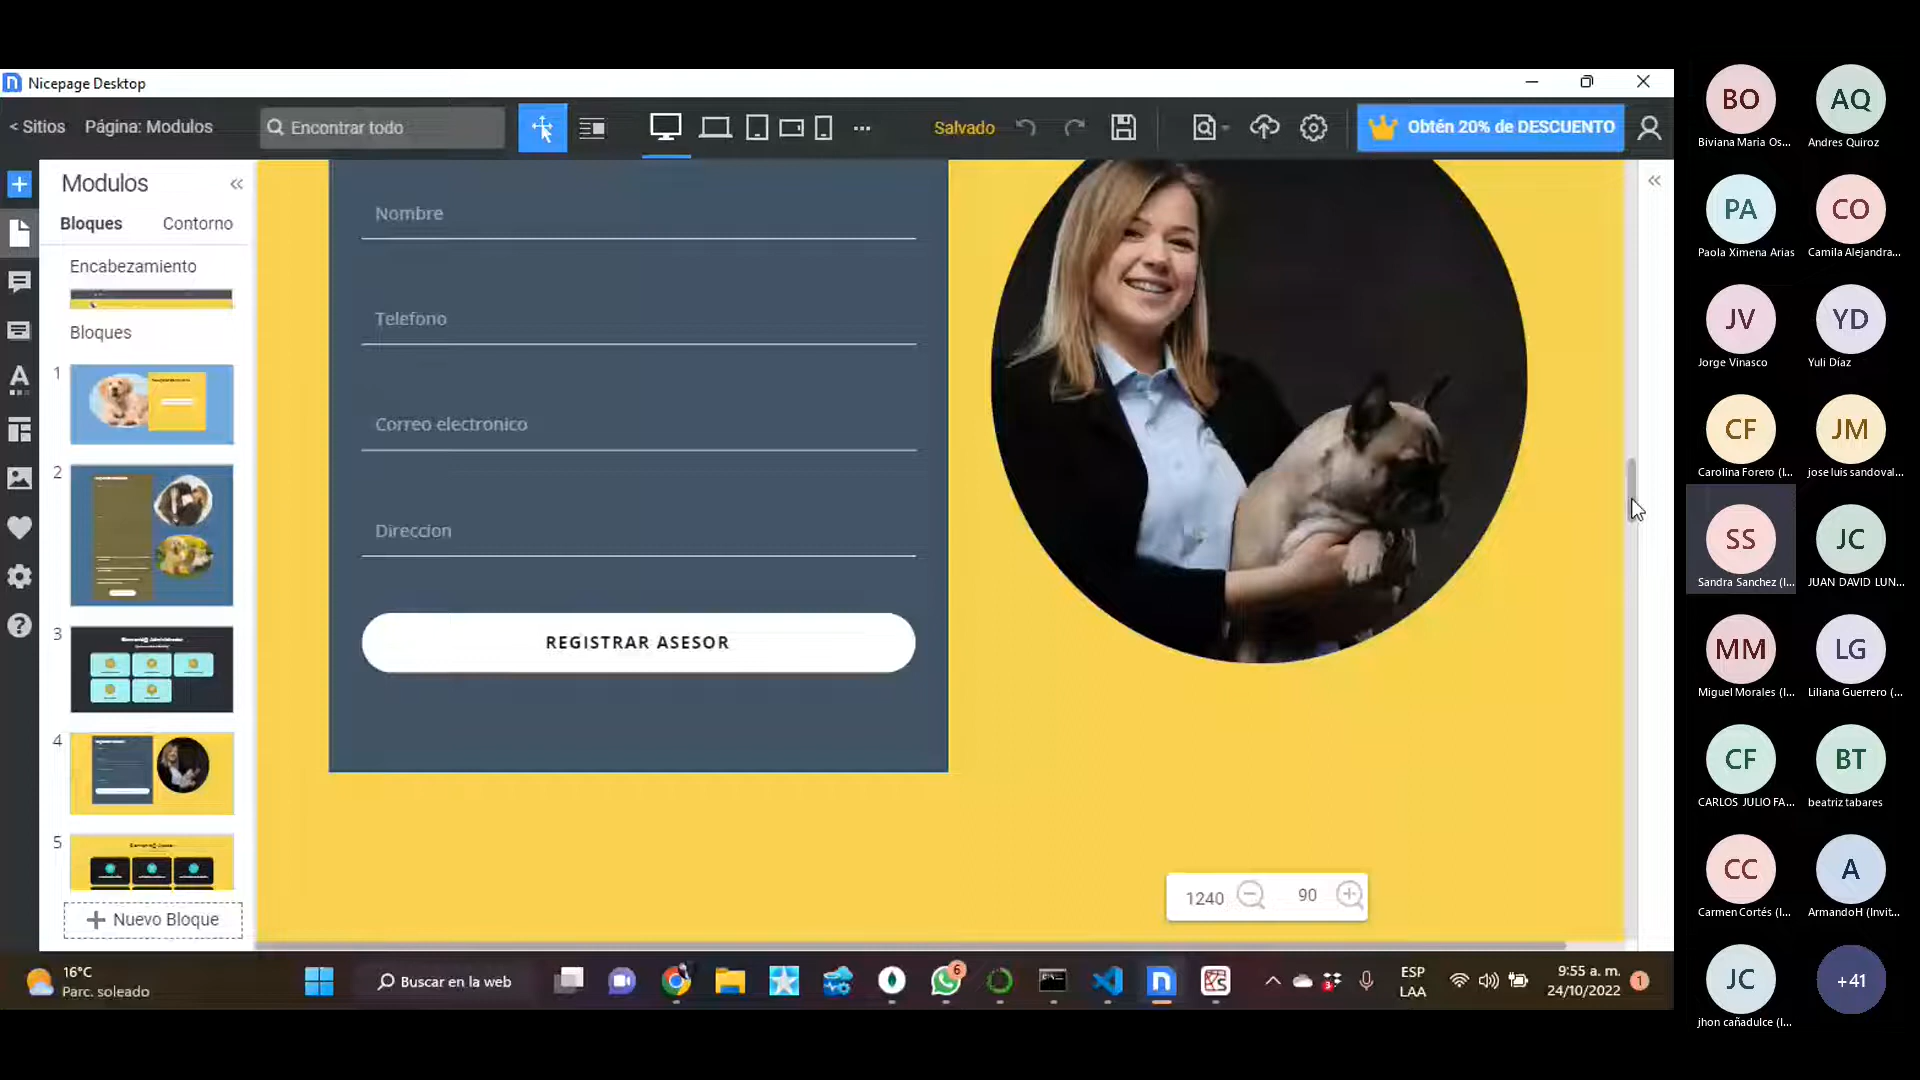 Nicepage Desktop
< Sitios
Página: Modulos
Encontrar todo
Salvado
Obtén 20% de DESCUENTO
Modulos
Bloques
Contorno
Encabezamiento
Bloques
1
2
3
4
5
Nuevo Bloque
Nombre
Telefono
Correo electronico
Direccion
REGISTRAR ASESOR
1240
90
16°C
Parc. soleado
Buscar en la web
6
3
ESP
LAA
9:55 a. m.
24/10/2022
1
BO
Biviana Maria Os...
AQ
Andres Quiroz
PA
Paola Ximena Arias
CO
Camila Alejandra...
JV
Jorge Vinasco
YD
Yuli Díaz
CF
Carolina Forero (I...
JM
jose luis sandoval...
SS
Sandra Sanchez (I...
JC
JUAN DAVID LUN...
MM
Miguel Morales (I...
LG
Liliana Guerrero (...
CF
CARLOS JULIO FA...
BT
beatriz tabares
CC
Carmen Cortés (I...
A
ArmandoH (Invit...
JC
jhon cañadulce (I...
+41